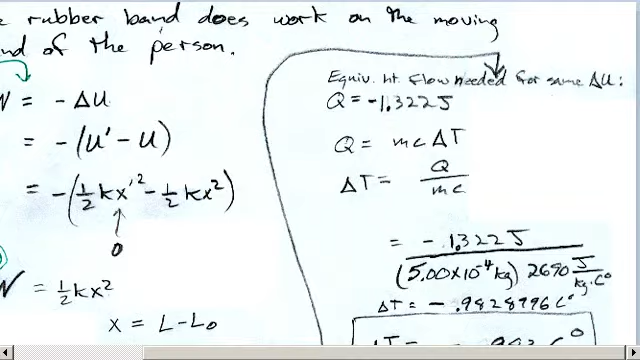 rubber band does work on the moving
of the person.
Equiv. ht. flow needed for same ΔU:
Q = -1.322 J
= -ΔU
= -(U' - U)
= -(½kx'² - ½kx²)
0
Q = mcΔT
ΔT = Q/mc
= -1.322 J / (5.00×10⁻⁴ kg) 2690 J/kg·C°
ΔT = -.9828996 C°
= ½kx²
x = L - L₀